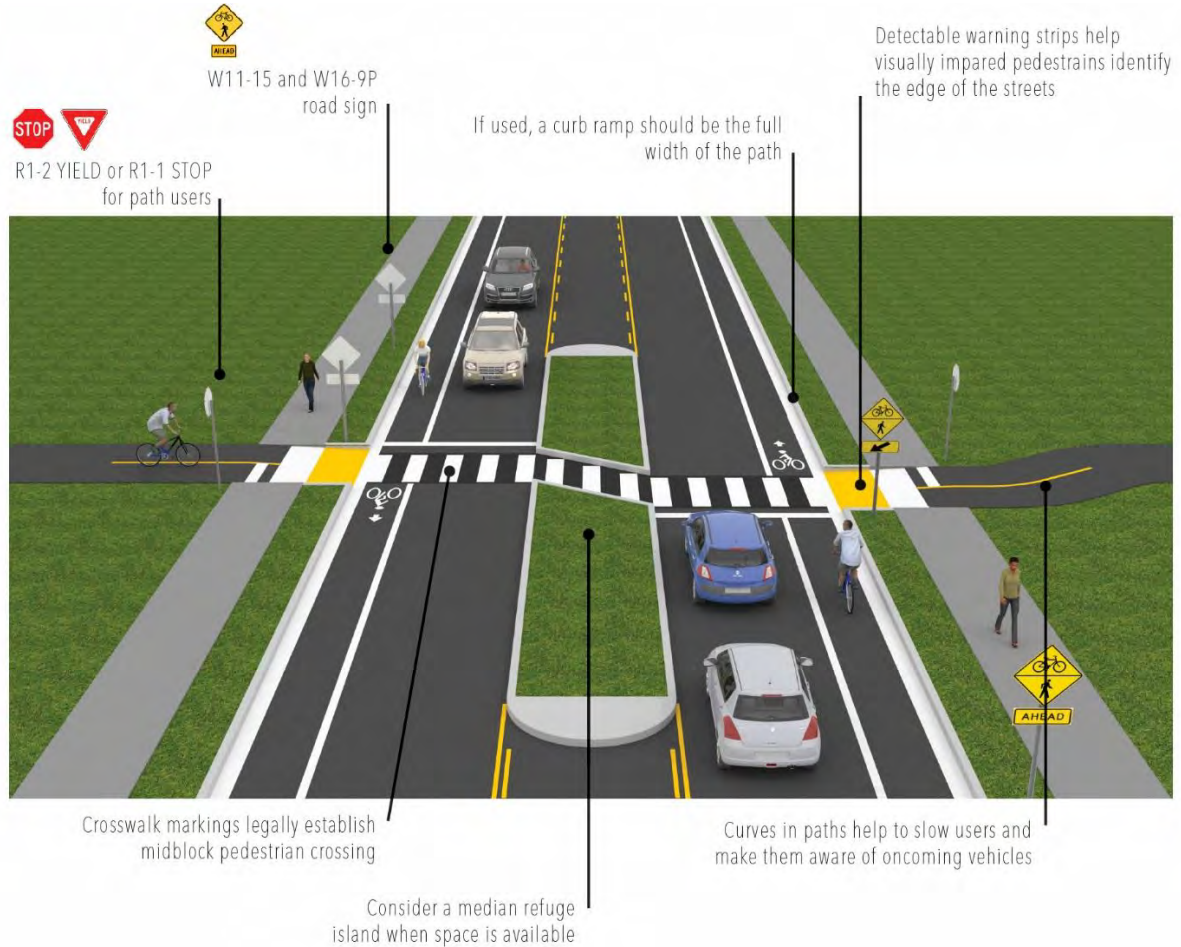 AHEAD
W11-15 and W16-9P
road sign
STOP
YIELD
R1-2 YIELD or R1-1 STOP
for path users
If used, a curb ramp should be the full
width of the path
Detectable warning strips help
visually impared pedestrains identify
the edge of the streets
AHEAD
Crosswalk markings legally establish
midblock pedestrian crossing
Consider a median refuge
island when space is available
Curves in paths help to slow users and
make them aware of oncoming vehicles